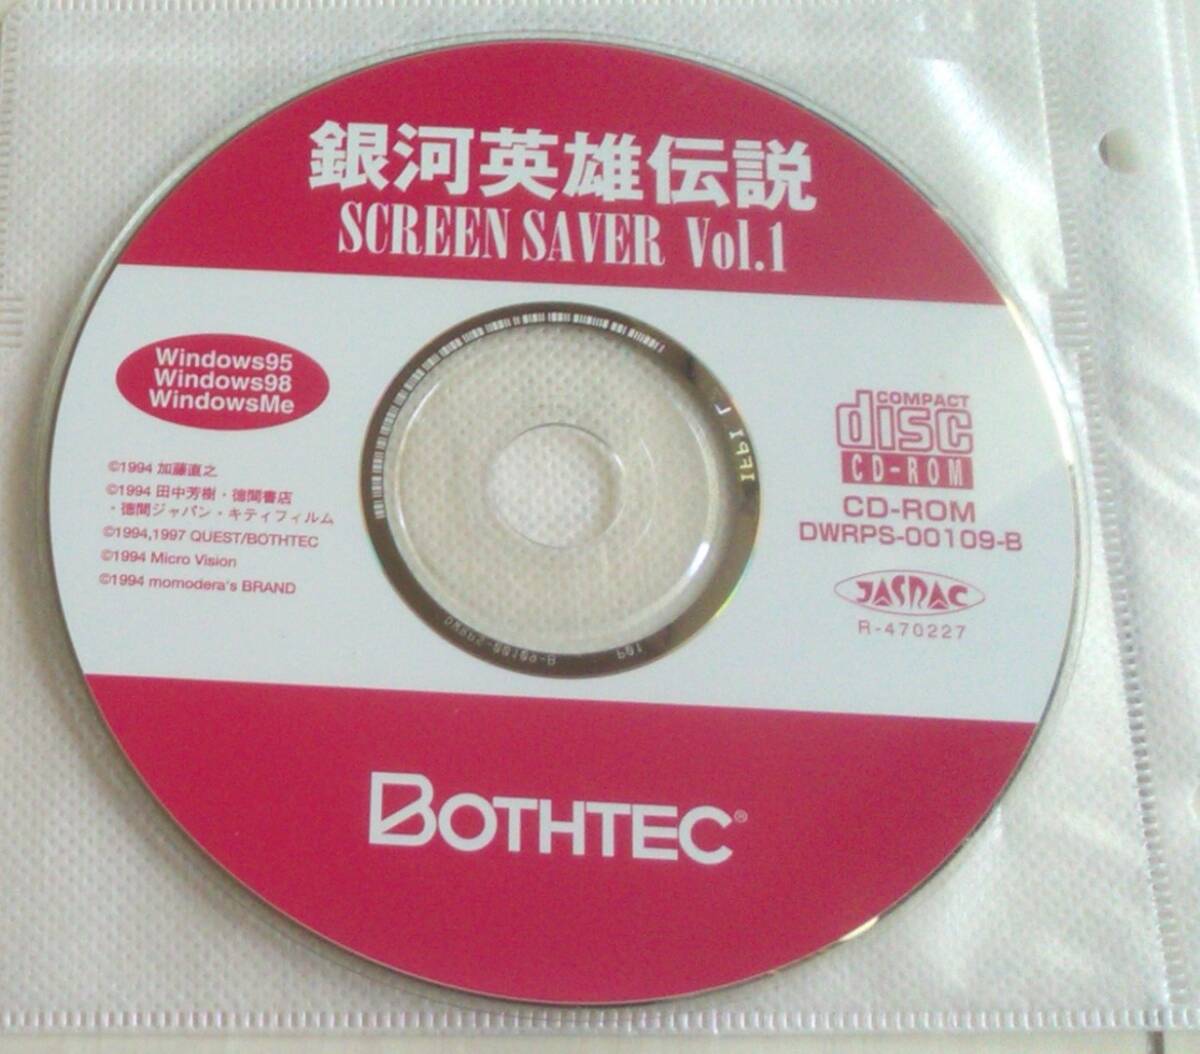 銀河英雄伝説
SCREEN SAVER Vol.1
Windows95
Windows98
WindowsMe
©1994 加藤直之
©1994 田中芳樹・徳間書店
・徳間ジャパン・キティフィルム
©1994,1997 QUEST/BOTHTEC
©1994 Micro Vision
©1994 momodera's BRAND
COMPACT
disc
CD-ROM
CD-ROM
DWRPS-00109-B
JASRAC
R-470227
BOTHTEC®